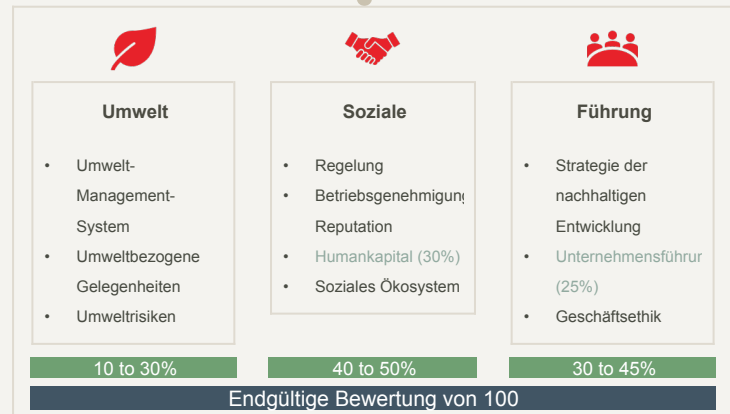 Umwelt
• Umwelt-
Management-
System
• Umweltbezogene
Gelegenheiten
• Umweltrisiken
10 to 30%
Soziale
• Regelung
• Betriebsgenehmigung
Reputation
• Humankapital (30%)
• Soziales Ökosystem
40 to 50%
Führung
• Strategie der
nachhaltigen
Entwicklung
• Unternehmensführur
(25%)
• Geschäftsethik
30 to 45%
Endgültige Bewertung von 100